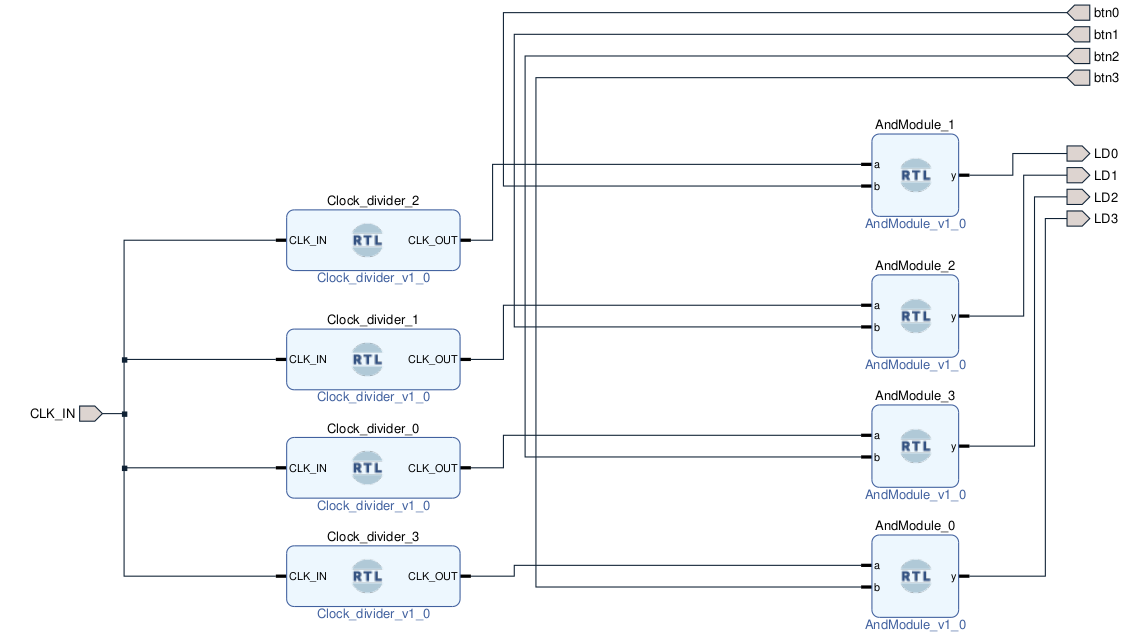 btn0
btn1
btn2
btn3
AndModule_1
a
RTL
y
b
AndModule_v1_0
LD0
LD1
LD2
LD3
Clock_divider_2
CLK_IN
RTL
CLK_OUT
Clock_divider_v1_0
AndModule_2
a
RTL
y
b
AndModule_v1_0
Clock_divider_1
CLK_IN
RTL
CLK_OUT
Clock_divider_v1_0
AndModule_3
a
RTL
y
b
AndModule_v1_0
CLK_IN
Clock_divider_0
CLK_IN
RTL
CLK_OUT
Clock_divider_v1_0
AndModule_0
a
RTL
y
b
AndModule_v1_0
Clock_divider_3
CLK_IN
RTL
CLK_OUT
Clock_divider_v1_0